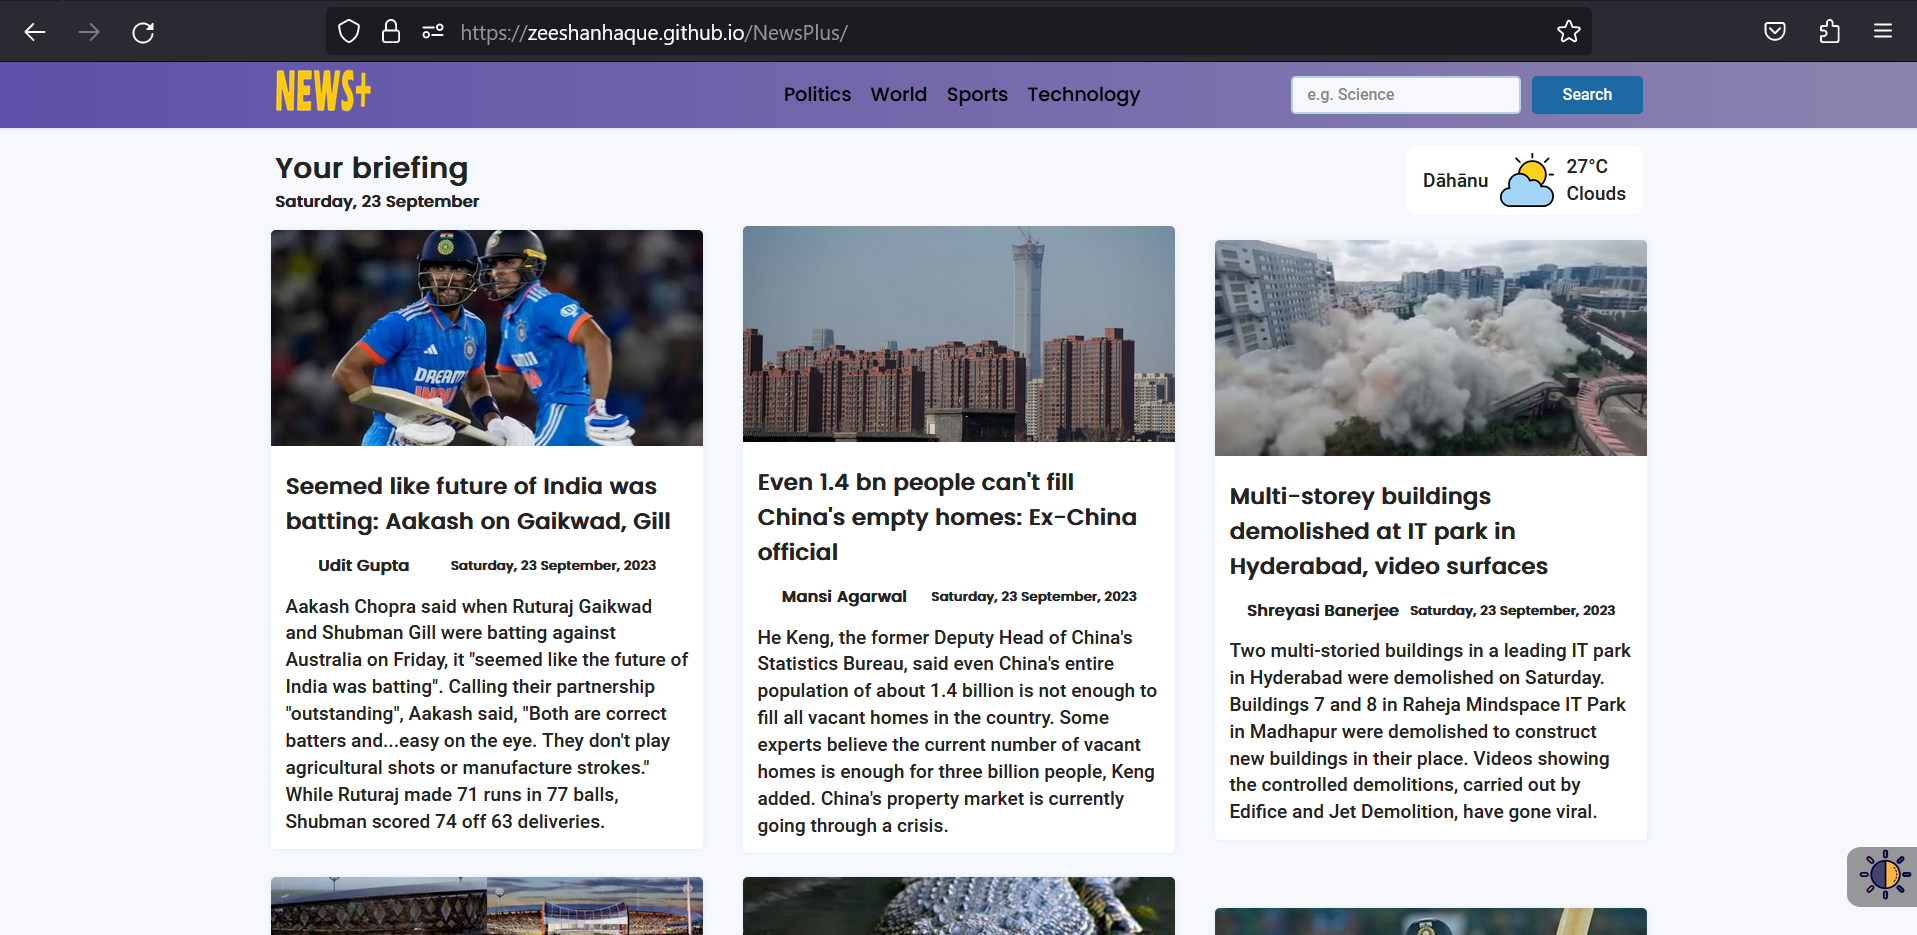 https://zeeshanhaque.github.io/NewsPlus/
NEWS+
Politics World Sports Technology
e.g. Science
Search
Your briefing
Saturday, 23 September
Dāhānu
27°C
Clouds
DREAM
INDIA
Seemed like future of India was
batting: Aakash on Gaikwad, Gill
Udit Gupta Saturday, 23 September, 2023
Aakash Chopra said when Ruturaj Gaikwad
and Shubman Gill were batting against
Australia on Friday, it "seemed like the future of
India was batting". Calling their partnership
"outstanding", Aakash said, "Both are correct
batters and...easy on the eye. They don't play
agricultural shots or manufacture strokes."
While Ruturaj made 71 runs in 77 balls,
Shubman scored 74 off 63 deliveries.
Even 1.4 bn people can't fill
China's empty homes: Ex-China
official
Mansi Agarwal Saturday, 23 September, 2023
He Keng, the former Deputy Head of China's
Statistics Bureau, said even China's entire
population of about 1.4 billion is not enough to
fill all vacant homes in the country. Some
experts believe the current number of vacant
homes is enough for three billion people, Keng
added. China's property market is currently
going through a crisis.
Multi-storey buildings
demolished at IT park in
Hyderabad, video surfaces
Shreyasi Banerjee Saturday, 23 September, 2023
Two multi-storied buildings in a leading IT park
in Hyderabad were demolished on Saturday.
Buildings 7 and 8 in Raheja Mindspace IT Park
in Madhapur were demolished to construct
new buildings in their place. Videos showing
the controlled demolitions, carried out by
Edifice and Jet Demolition, have gone viral.